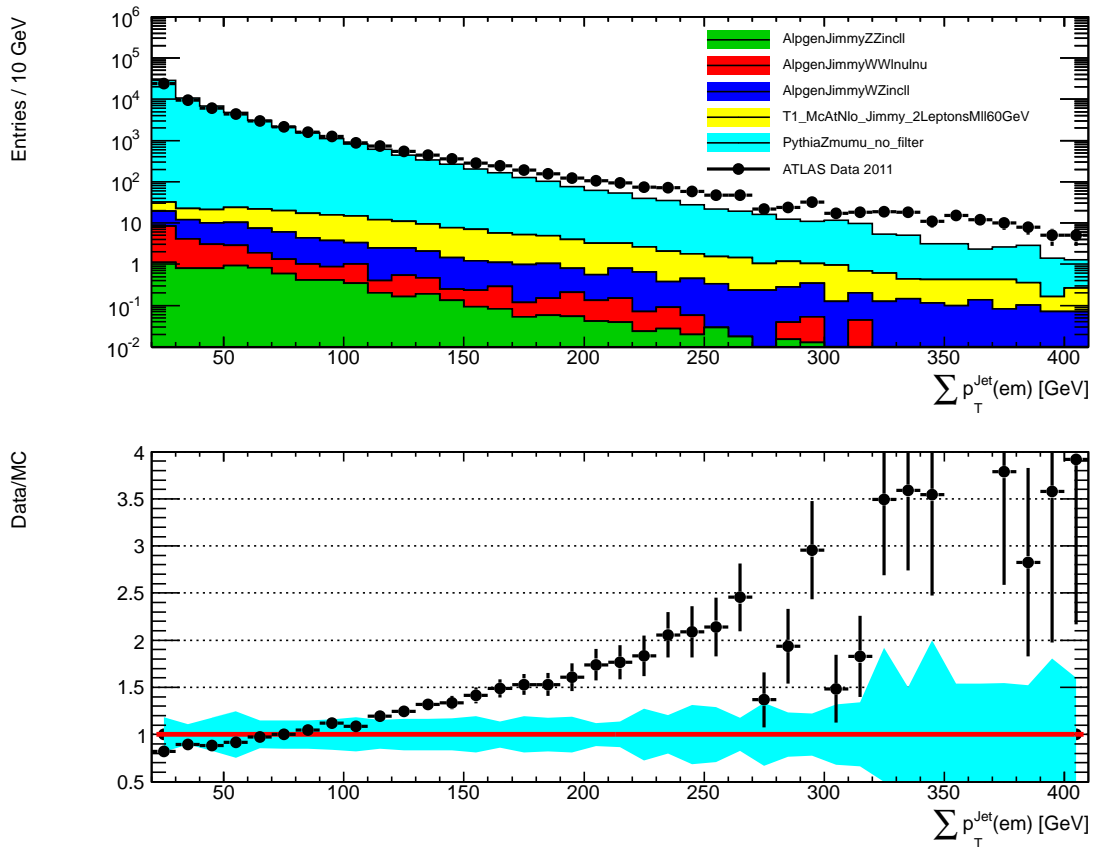 Entries / 10 GeV
10^6
10^5
10^4
10^3
10^2
10
1
10^-1
10^-2
AlpgenJimmyZZincll
AlpgenJimmyWWlnulnu
AlpgenJimmyWZincll
T1_McAtNlo_Jimmy_2LeptonsMll60GeV
PythiaZmumu_no_filter
ATLAS Data 2011
50 100 150 200 250 300 350 400
∑ p_T^Jet(em) [GeV]
Data/MC
4
3.5
3
2.5
2
1.5
1
0.5
50 100 150 200 250 300 350 400
∑ p_T^Jet(em) [GeV]